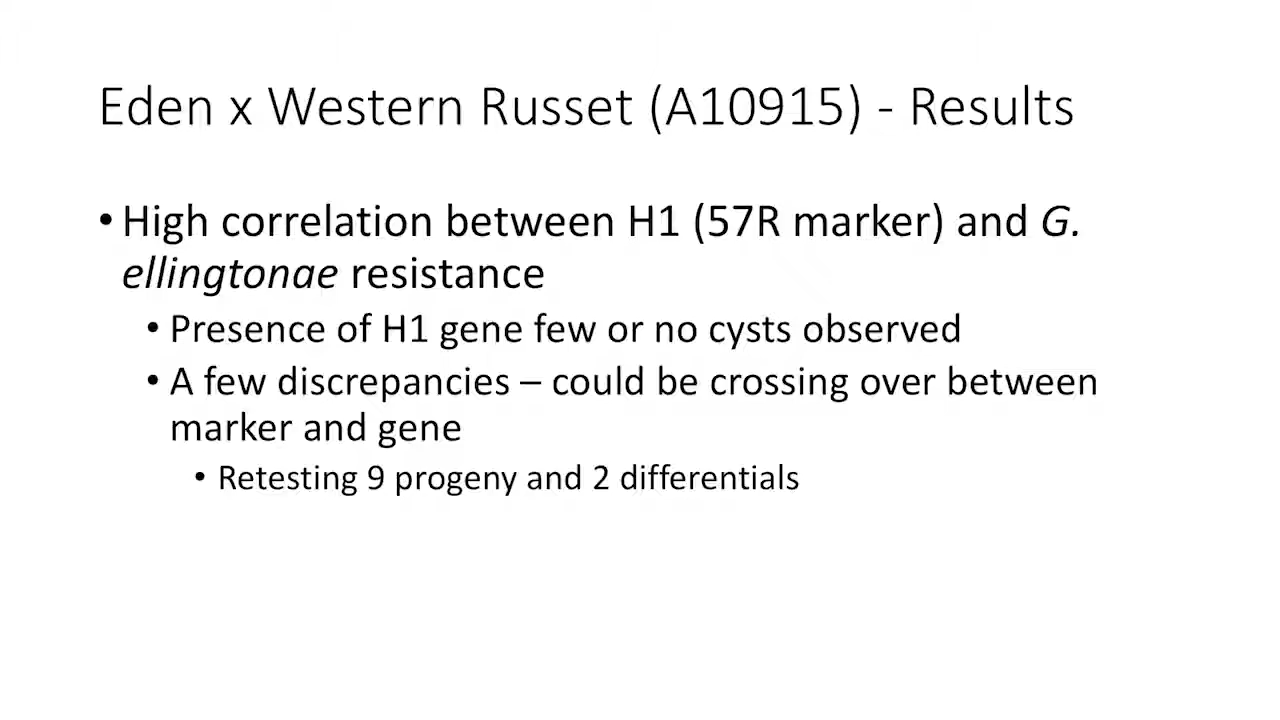 Eden x Western Russet (A10915) - Results
• High correlation between H1 (57R marker) and G.
ellingtonae resistance
• Presence of H1 gene few or no cysts observed
• A few discrepancies – could be crossing over between
marker and gene
• Retesting 9 progeny and 2 differentials